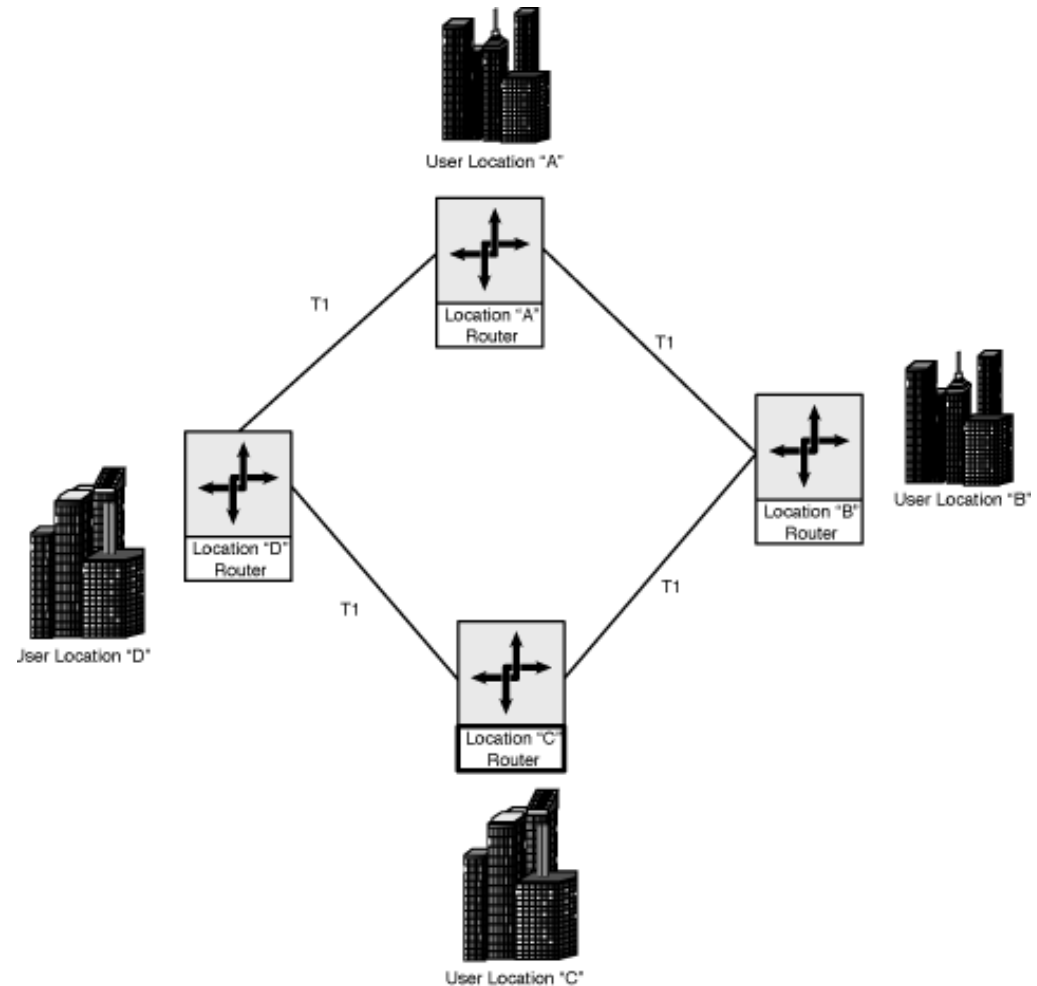 User Location "A"
Location "A"
Router
T1
T1
Location "B"
Router
User Location "B"
Location "D"
Router
Jser Location "D"
T1
T1
Location "C"
Router
User Location "C"